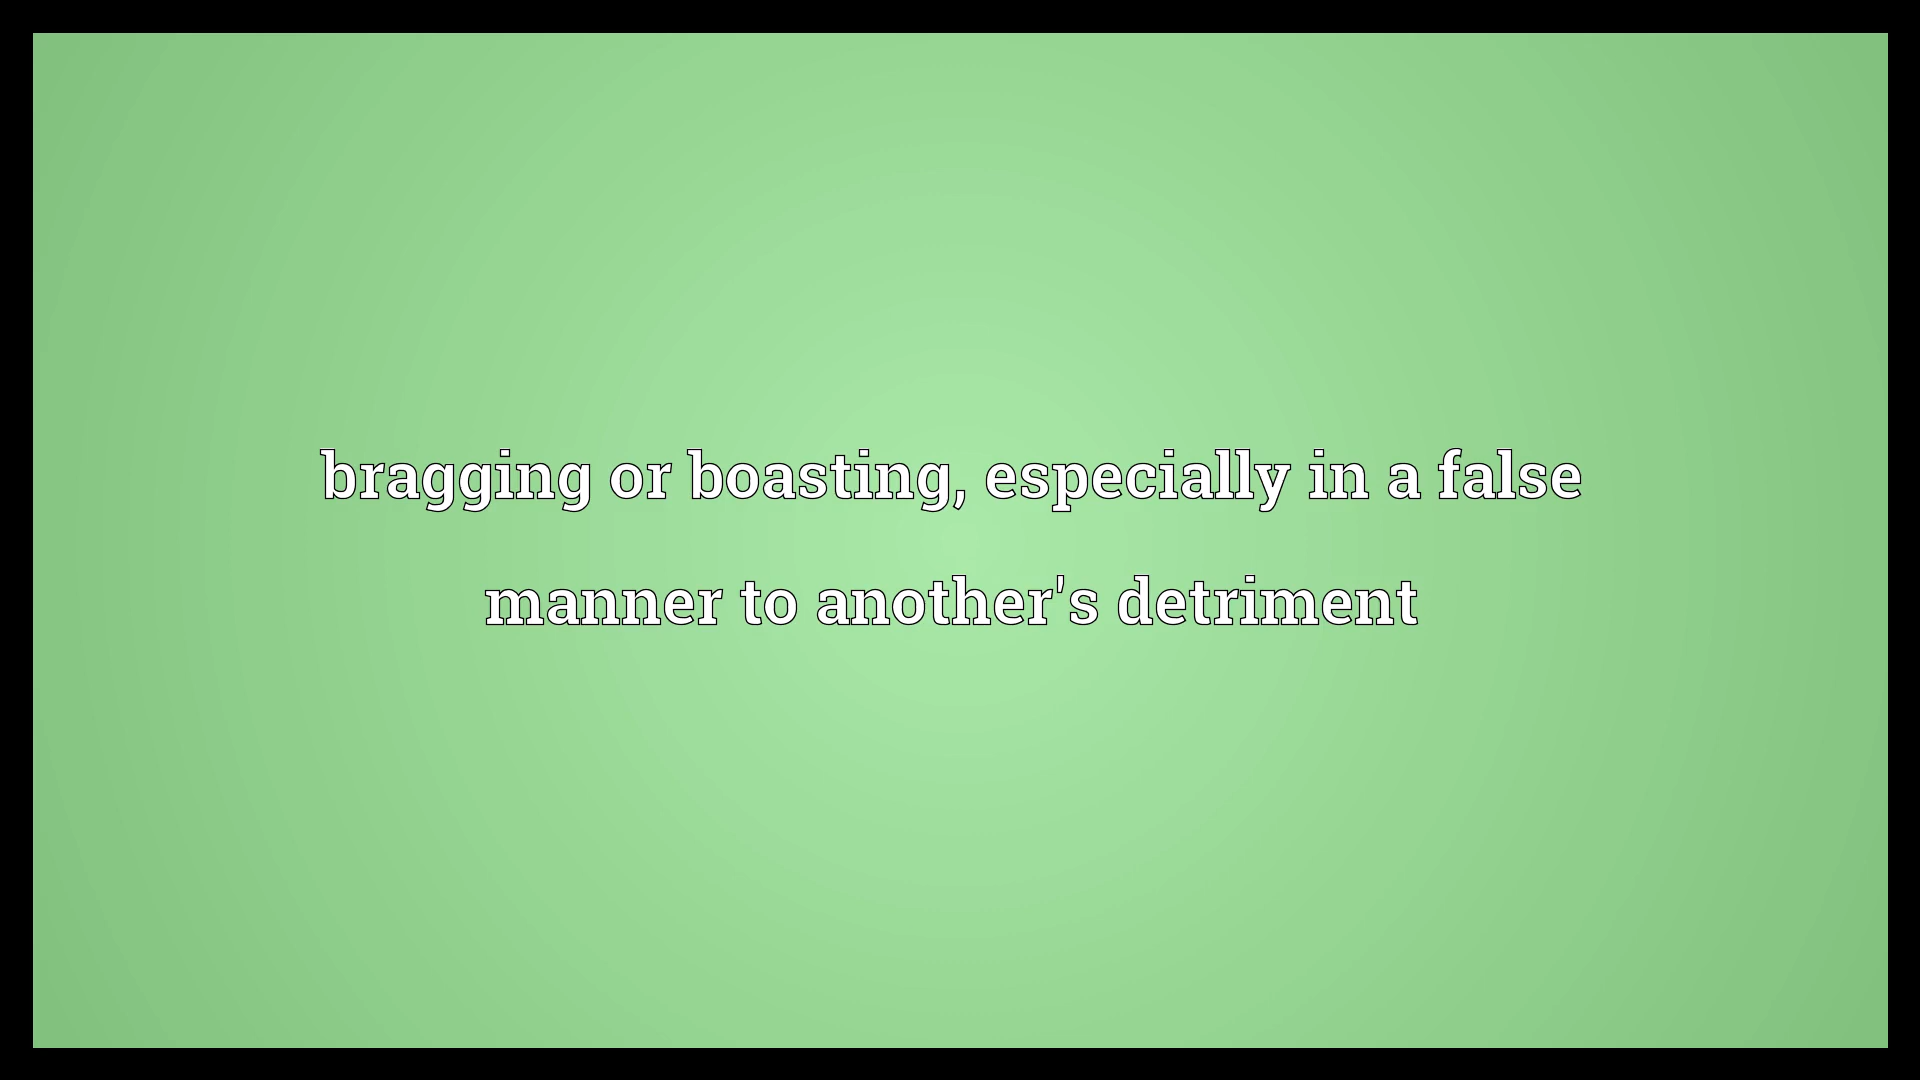 bragging or boasting, especially in a false
manner to another's detriment